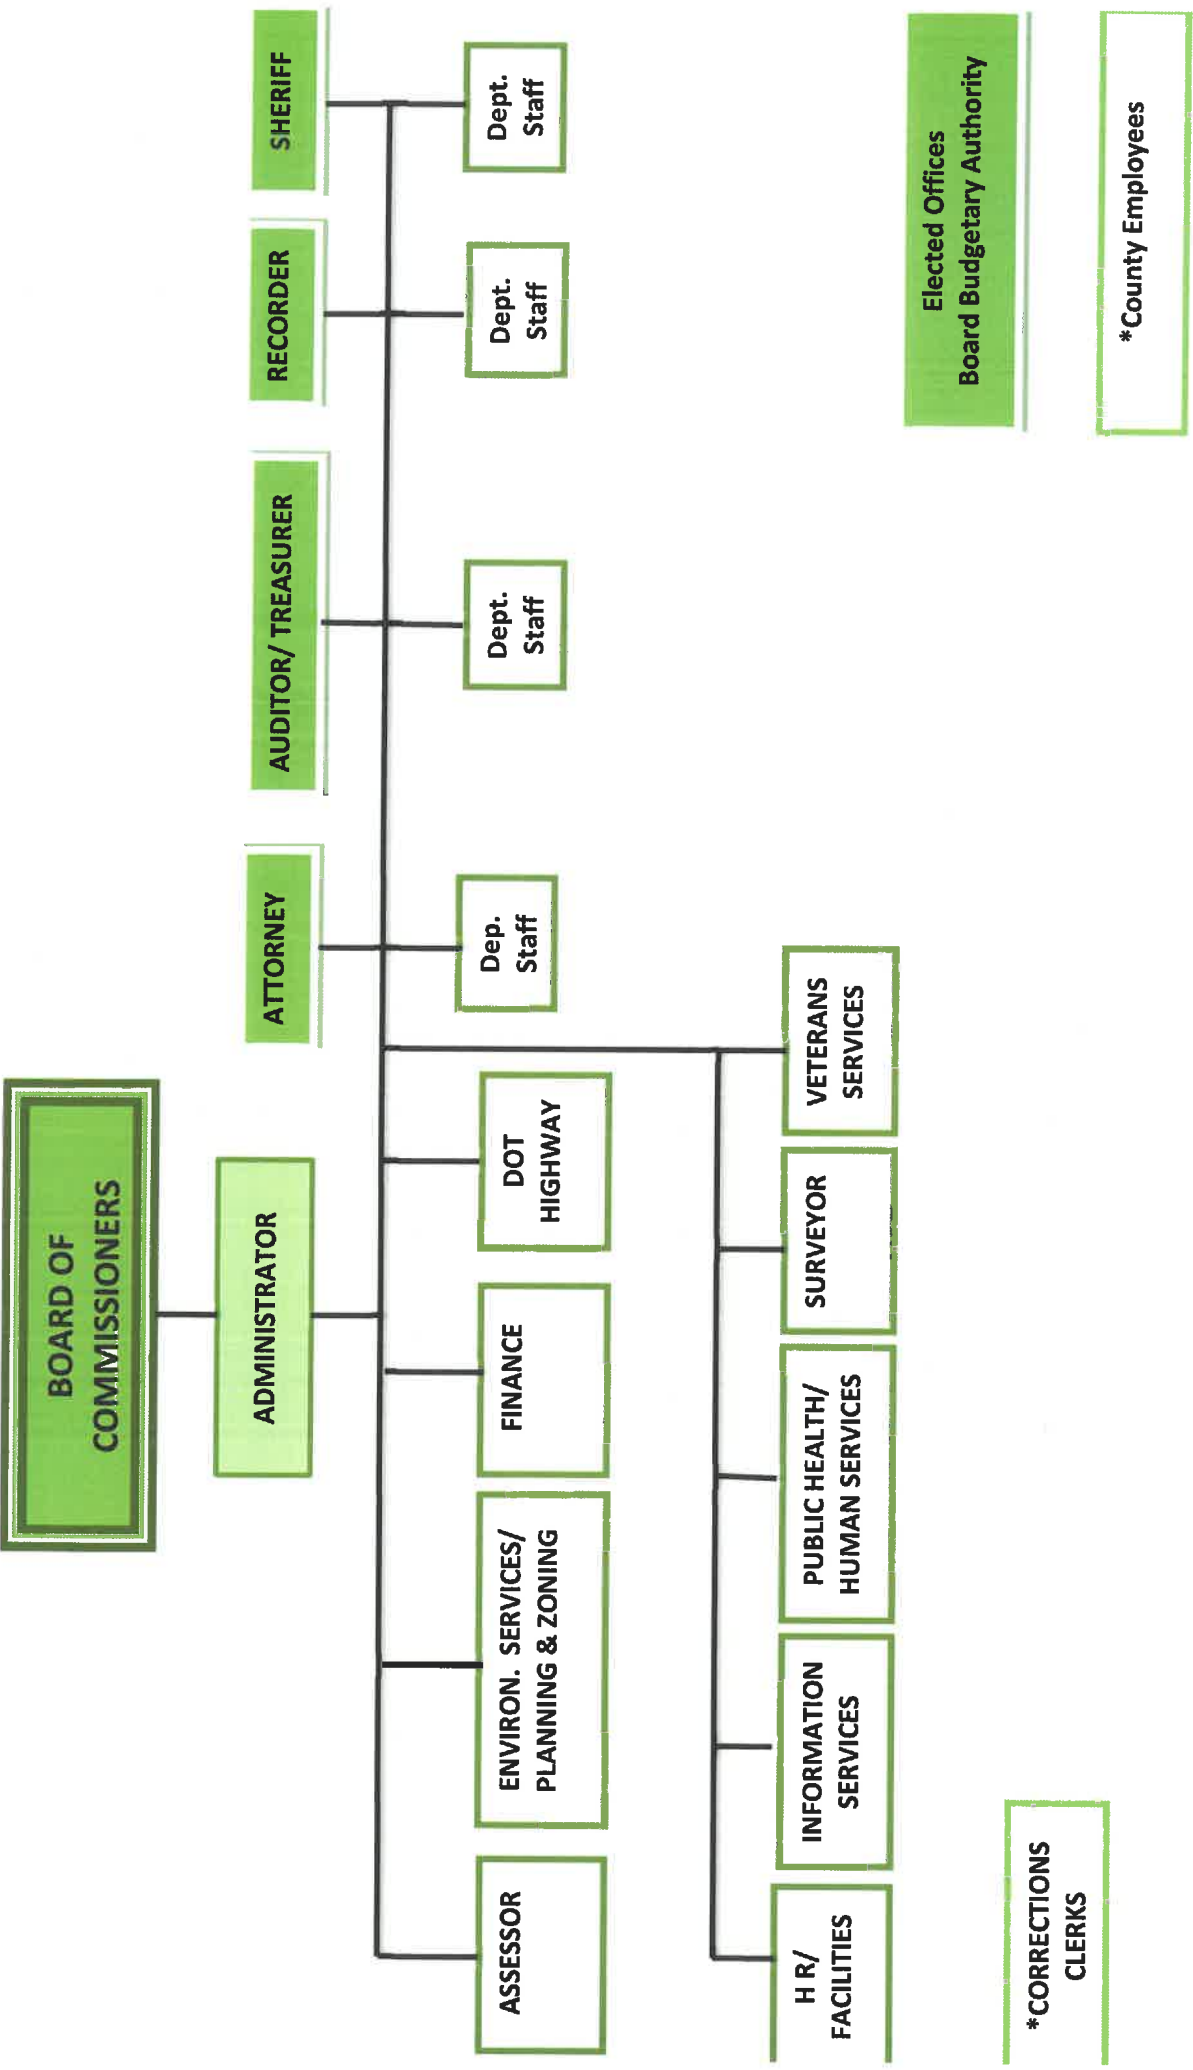 BOARD OF
COMMISSIONERS
ADMINISTRATOR
ATTORNEY
AUDITOR/ TREASURER
RECORDER
SHERIFF
Dep.
Staff
Dept.
Staff
Dept.
Staff
Dept.
Staff
ASSESSOR
ENVIRON. SERVICES/
PLANNING & ZONING
FINANCE
DOT
HIGHWAY
H R/
FACILITIES
INFORMATION
SERVICES
PUBLIC HEALTH/
HUMAN SERVICES
SURVEYOR
VETERANS
SERVICES
*CORRECTIONS
CLERKS
Elected Offices
Board Budgetary Authority
*County Employees